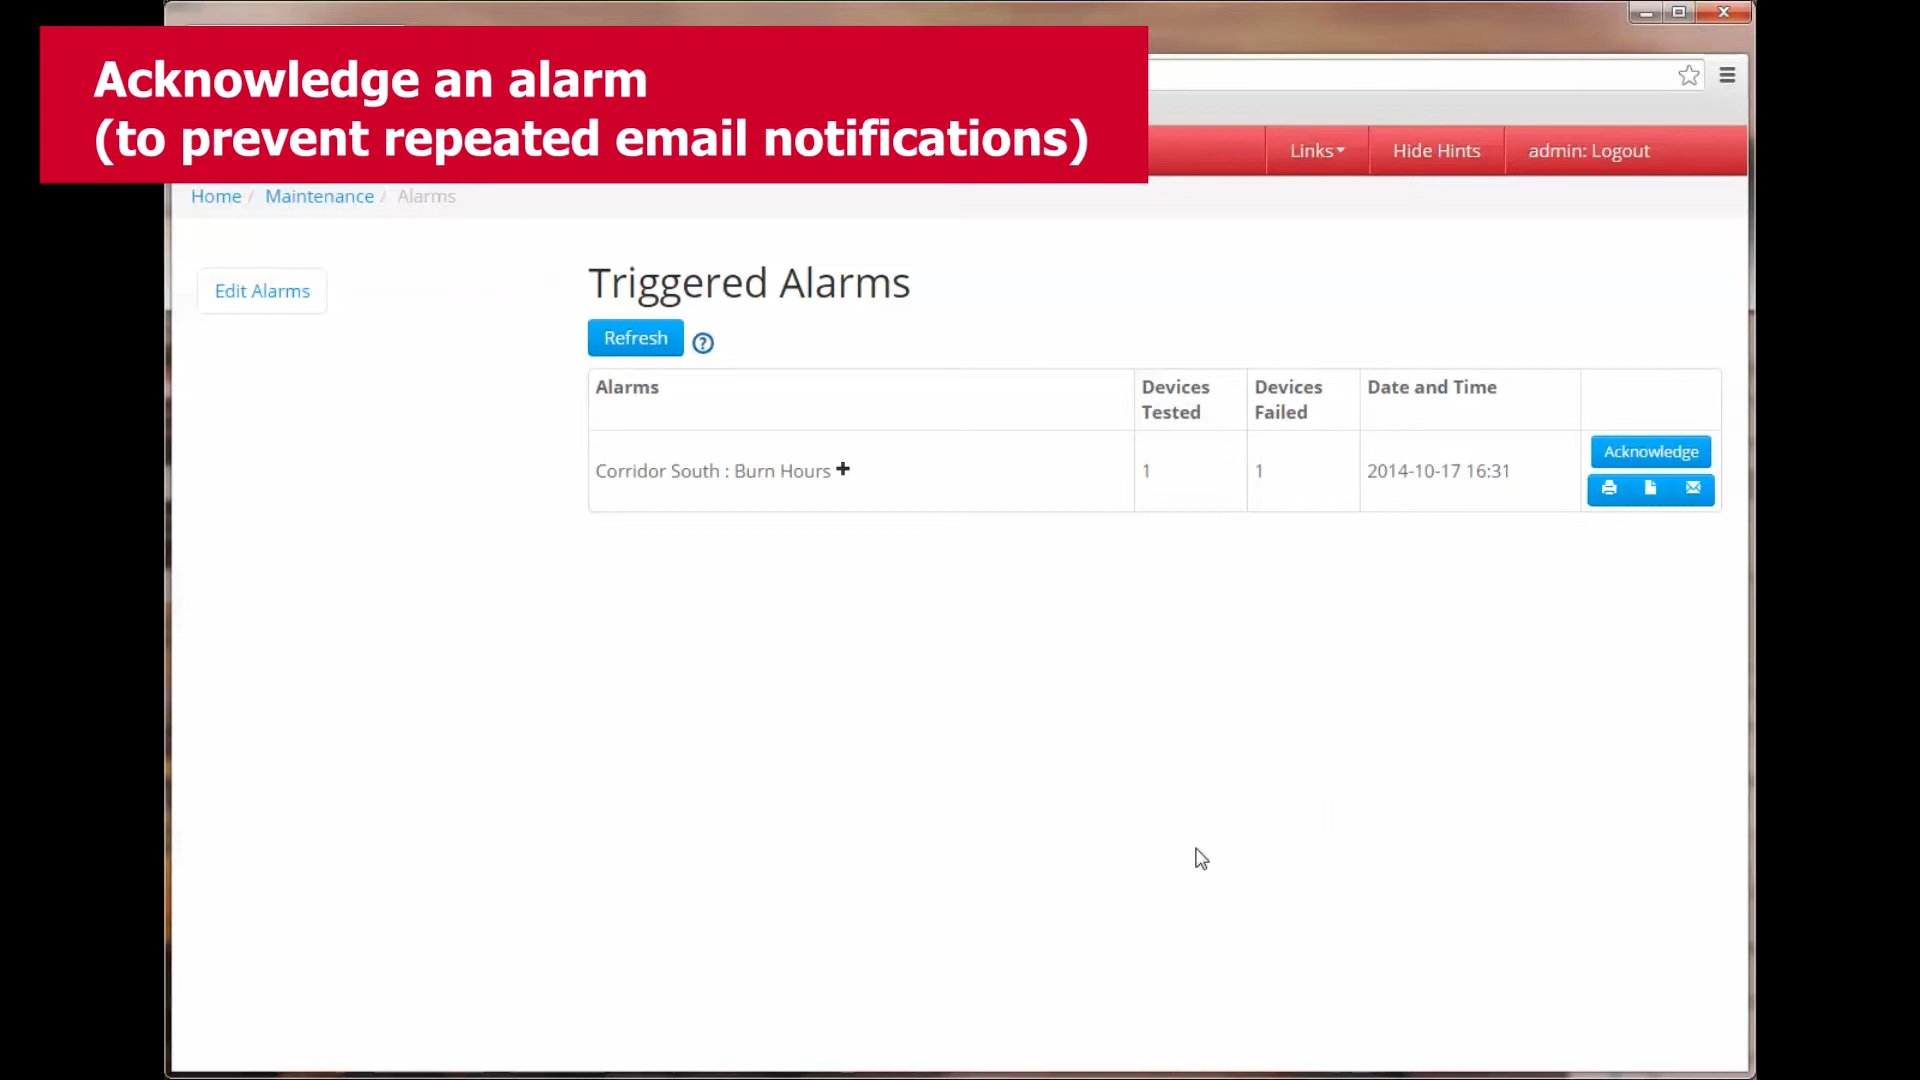 Acknowledge an alarm
(to prevent repeated email notifications)
Links
Hide Hints
admin: Logout
Home / Maintenance / Alarms
Edit Alarms
Triggered Alarms
Refresh
?
Alarms
Devices Tested
Devices Failed
Date and Time
Corridor South : Burn Hours +
1
1
2014-10-17 16:31
Acknowledge